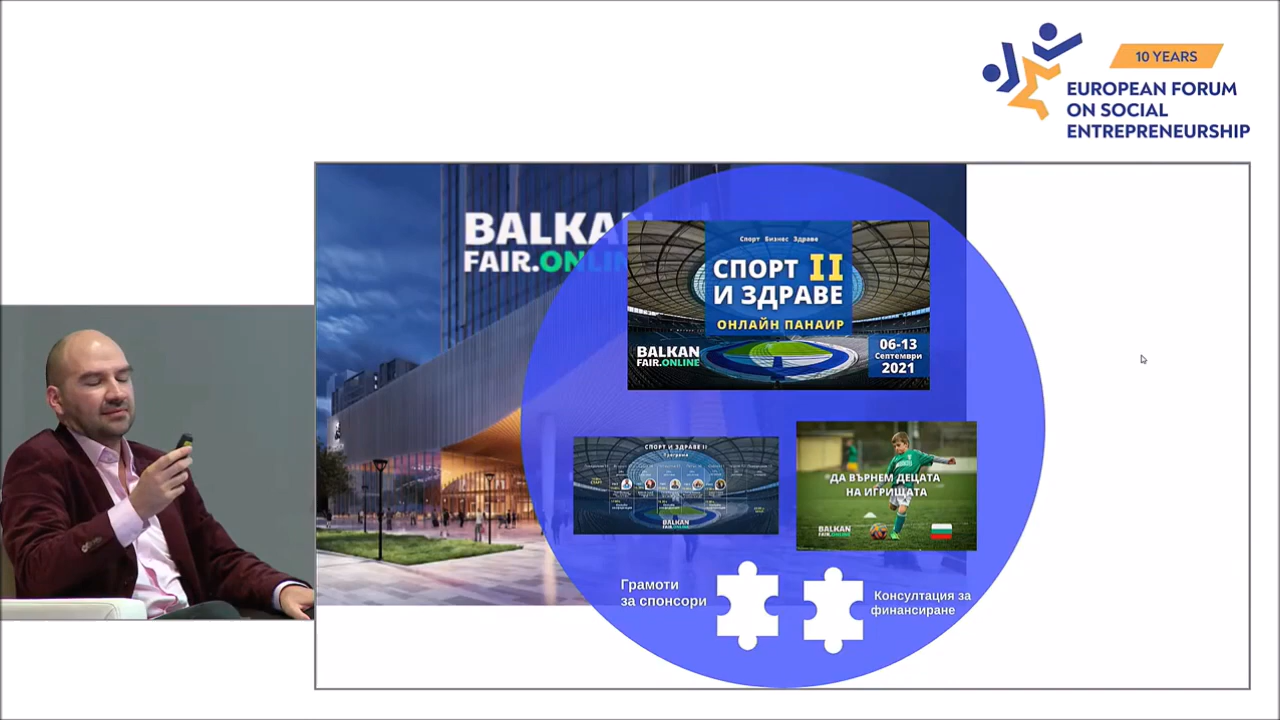 10 YEARS
EUROPEAN FORUM
ON SOCIAL
ENTREPRENEURSHIP
BALKAN
FAIR.ONLIN
Спорт Бизнес Здраве
СПОРТ II
И ЗДРАВЕ
ОНЛАЙН ПАНАИР
BALKAN
FAIR.ONLINE
06-13
Септември
2021
СПОРТ И ЗДРАВЕ II
Програма
BALKAN
FAIR.ONLINE
ДА ВЪРНЕМ ДЕЦАТА
НА ИГРИЩАТА
BALKAN
FAIR.ONLINE
Грамоти
за спонсори
Консултация за
финансиране